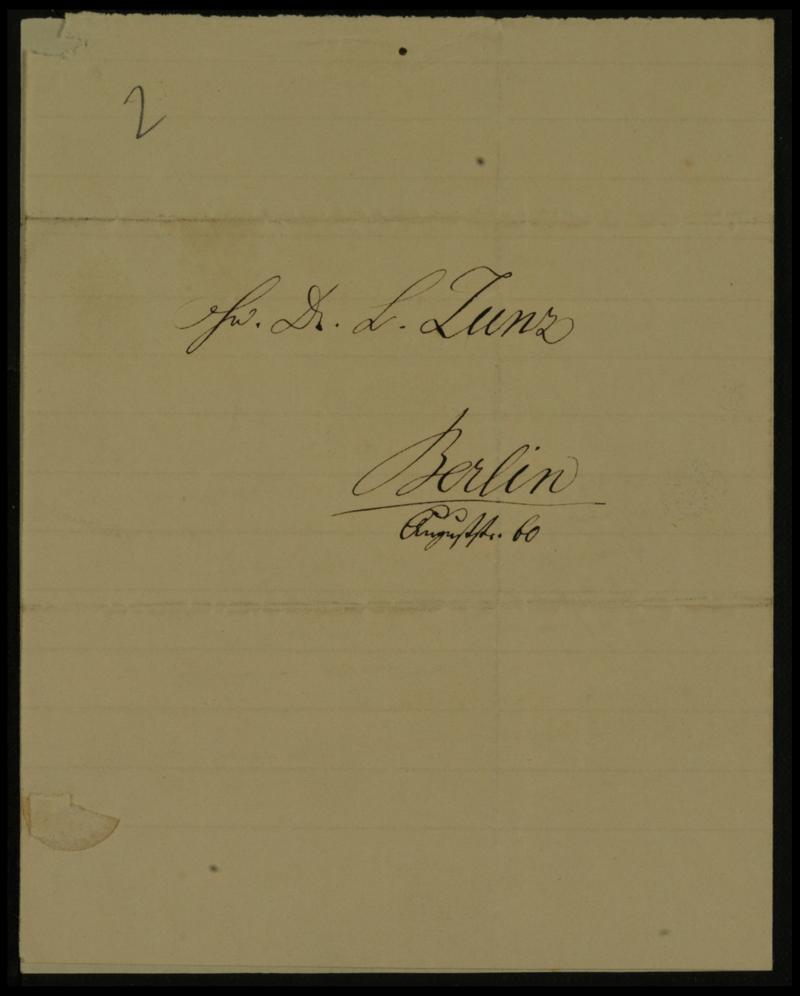 2
Hr. Dr. L. Zunz
Berlin
Auguststr. 60